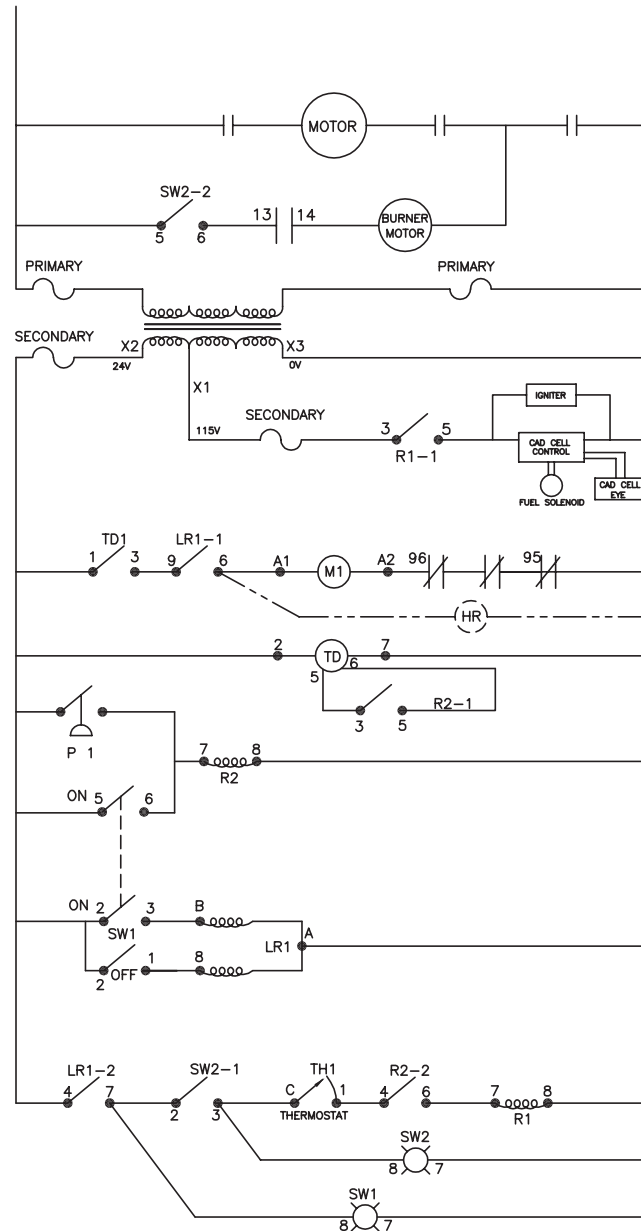 MOTOR
SW2-2
5 6 13 14 BURNER MOTOR
PRIMARY PRIMARY
SECONDARY
X2 X3
24V 0V
X1
115V SECONDARY
3 5
R1-1
IGNITER
CAD CELL
CONTROL
FUEL SOLENOID
CAD CELL
EYE
TD1 LR1-1
1 3 9 6 A1 M1 A2 96 95
HR
2 TD 7
5 6
R2-1
3 5
P 1
7 8
R2
ON 5 6
ON 2 3 B
SW1
LR1 A
2 OFF 1 8
LR1-2 SW2-1 TH1 R2-2
4 7 2 3 C 1 4 6 7 8
THERMOSTAT
R1
SW2
8 7
SW1
8 7